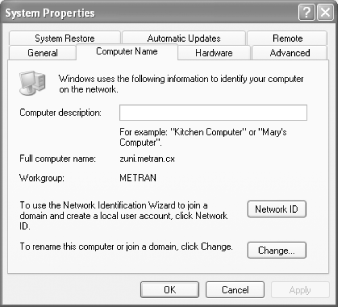 System Properties
System Restore Automatic Updates Remote
General Computer Name Hardware Advanced
Windows uses the following information to identify your computer
on the network.
Computer description:
For example: "Kitchen Computer" or "Mary's
Computer".
Full computer name: zuni.metran.cx
Workgroup: METRAN
To use the Network Identification Wizard to join a
domain and create a local user account, click Network
ID.
Network ID
To rename this computer or join a domain, click Change.
Change...
OK Cancel Apply